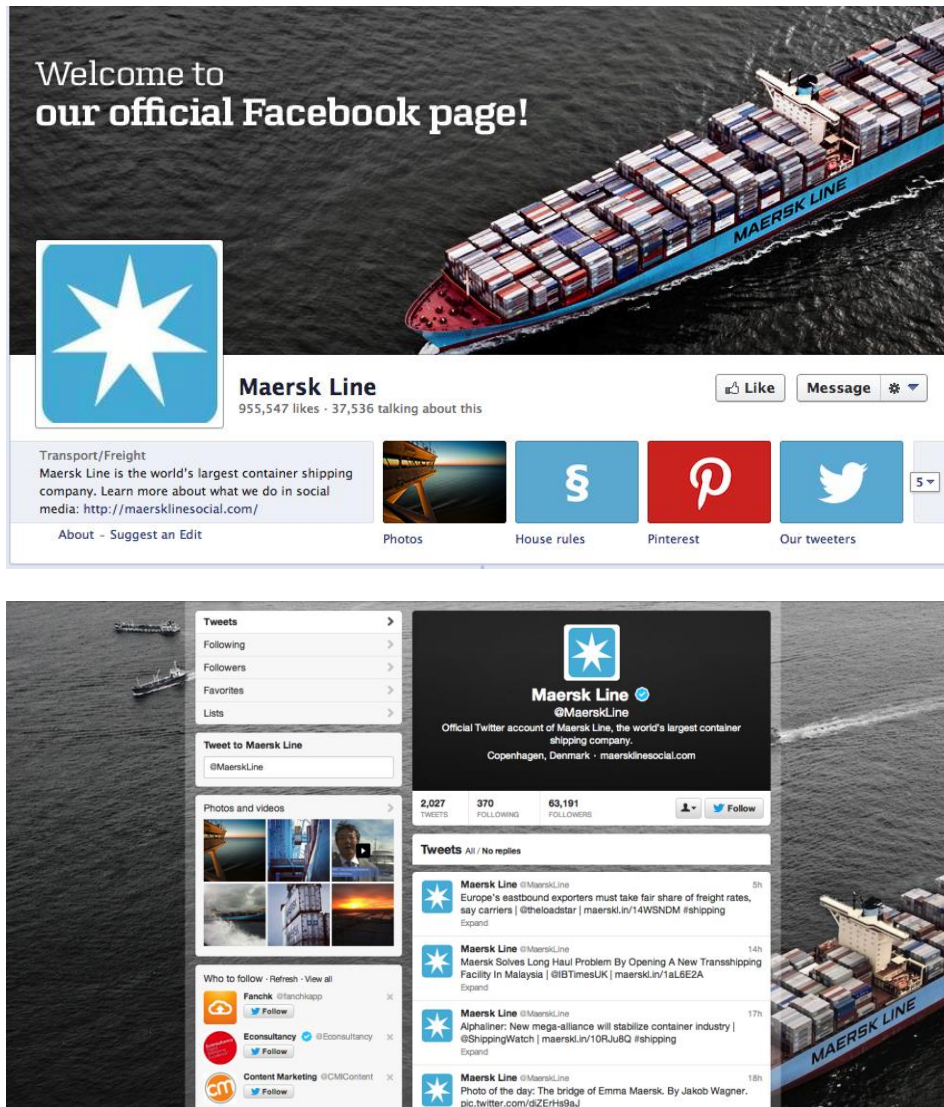 Welcome to
our official Facebook page!
MAERSK LINE
Maersk Line
955,547 likes · 37,536 talking about this
Like
Message
Transport/Freight
Maersk Line is the world's largest container shipping
company. Learn more about what we do in social
media: http://maersklinesocial.com/
About – Suggest an Edit
Photos
§
House rules
Pinterest
Our tweeters
5
Tweets
Following
Followers
Favorites
Lists
Tweet to Maersk Line
@MaerskLine
Photos and videos
Who to follow · Refresh · View all
Fanchk @fanchkapp
Follow
Econsultancy @Econsultancy
Follow
Content Marketing @CMIContent
Follow
Maersk Line
@MaerskLine
Official Twitter account of Maersk Line, the world's largest container
shipping company.
Copenhagen, Denmark · maersklinesocial.com
2,027 370 63,191
TWEETS FOLLOWING FOLLOWERS
Follow
Tweets All / No replies
Maersk Line @MaerskLine 5h
Europe's eastbound exporters must take fair share of freight rates,
say carriers | @theloadstar | maerskl.in/14WSNDM #shipping
Expand
Maersk Line @MaerskLine 14h
Maersk Solves Long Haul Problem By Opening A New Transshipping
Facility In Malaysia | @IBTimesUK | maerskl.in/1aL6E2A
Expand
Maersk Line @MaerskLine 17h
Alphaliner: New mega-alliance will stabilize container industry |
@ShippingWatch | maerskl.in/10RJu8Q #shipping
Expand
Maersk Line @MaerskLine 18h
Photo of the day: The bridge of Emma Maersk. By Jakob Wagner.
pic.twitter.com/diZErHs9aJ
MAERSK LINE